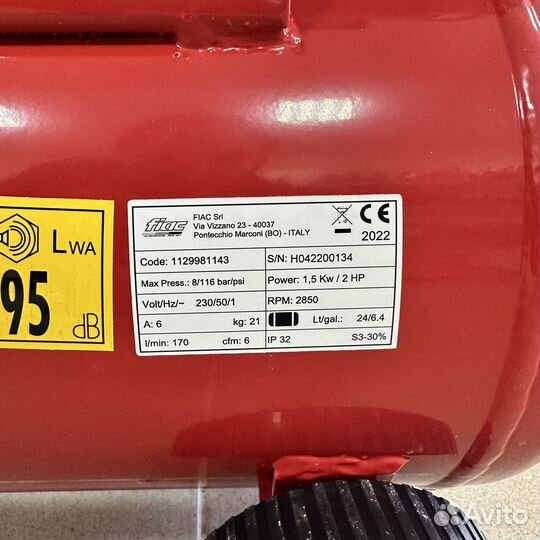 LWA
95
dB
fiac
FIAC Srl
Via Vizzano 23 - 40037
Pontecchio Marconi (BO) - ITALY
CE
2022
Code: 1129981143
S/N: H042200134
Max Press.: 8/116 bar/psi
Power: 1,5 Kw / 2 HP
Volt/Hz/~ 230/50/1
RPM: 2850
A: 6 kg: 21
Lt/gal.: 24/6.4
l/min: 170 cfm: 6
IP 32 S3-30%
Avito